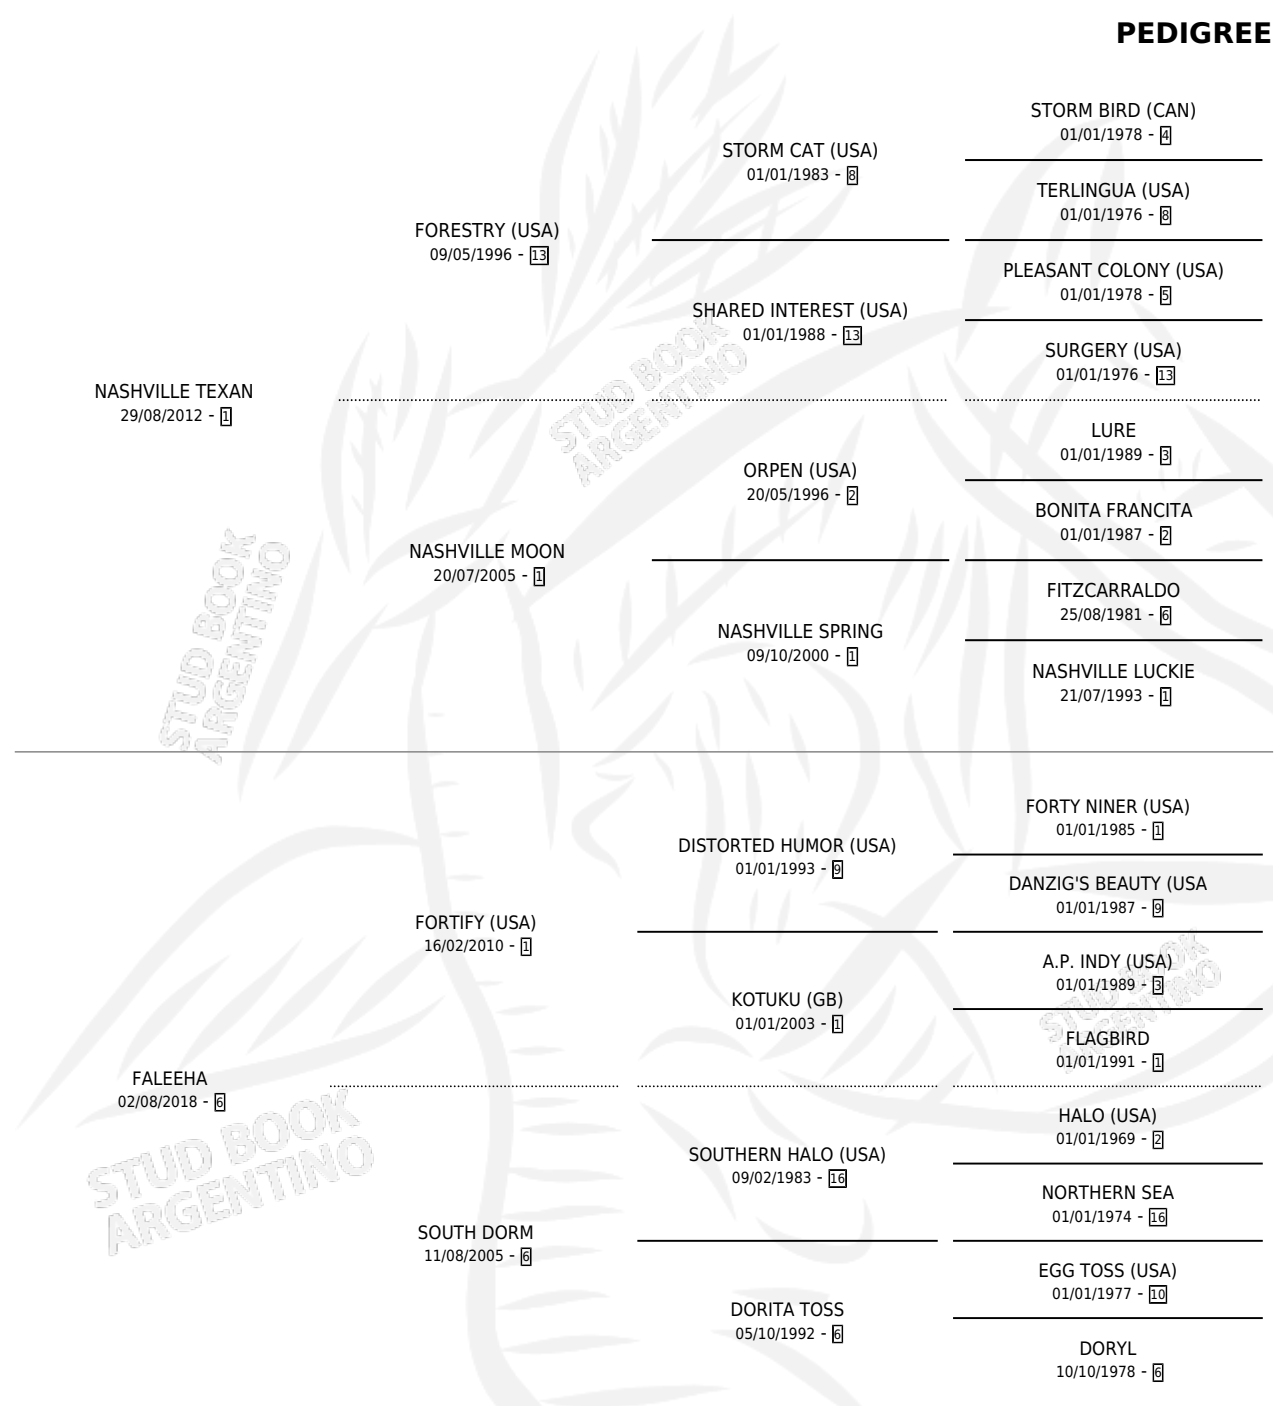 PEDIGREE
STORM BIRD (CAN)
01/01/1978 - 4
STORM CAT (USA)
01/01/1983 - 8
TERLINGUA (USA)
01/01/1976 - 8
FORESTRY (USA)
09/05/1996 - 13
PLEASANT COLONY (USA)
01/01/1978 - 5
SHARED INTEREST (USA)
01/01/1988 - 13
SURGERY (USA)
01/01/1976 - 13
NASHVILLE TEXAN
29/08/2012 - 1
LURE
01/01/1989 - 3
ORPEN (USA)
20/05/1996 - 2
BONITA FRANCITA
01/01/1987 - 2
NASHVILLE MOON
20/07/2005 - 1
FITZCARRALDO
25/08/1981 - 6
NASHVILLE SPRING
09/10/2000 - 1
NASHVILLE LUCKIE
21/07/1993 - 1
FORTY NINER (USA)
01/01/1985 - 1
DISTORTED HUMOR (USA)
01/01/1993 - 9
DANZIG'S BEAUTY (USA
01/01/1987 - 9
FORTIFY (USA)
16/02/2010 - 1
A.P. INDY (USA)
01/01/1989 - 3
KOTUKU (GB)
01/01/2003 - 1
FLAGBIRD
01/01/1991 - 1
FALEEHA
02/08/2018 - 6
HALO (USA)
01/01/1969 - 2
SOUTHERN HALO (USA)
09/02/1983 - 16
NORTHERN SEA
01/01/1974 - 16
SOUTH DORM
11/08/2005 - 6
EGG TOSS (USA)
01/01/1977 - 10
DORITA TOSS
05/10/1992 - 6
DORYL
10/10/1978 - 6
STUD BOOK
ARGENTINO
STUD BOOK
ARGENTINO
STUD BOOK
ARGENTINO
STUD BOOK
ARGENTINO